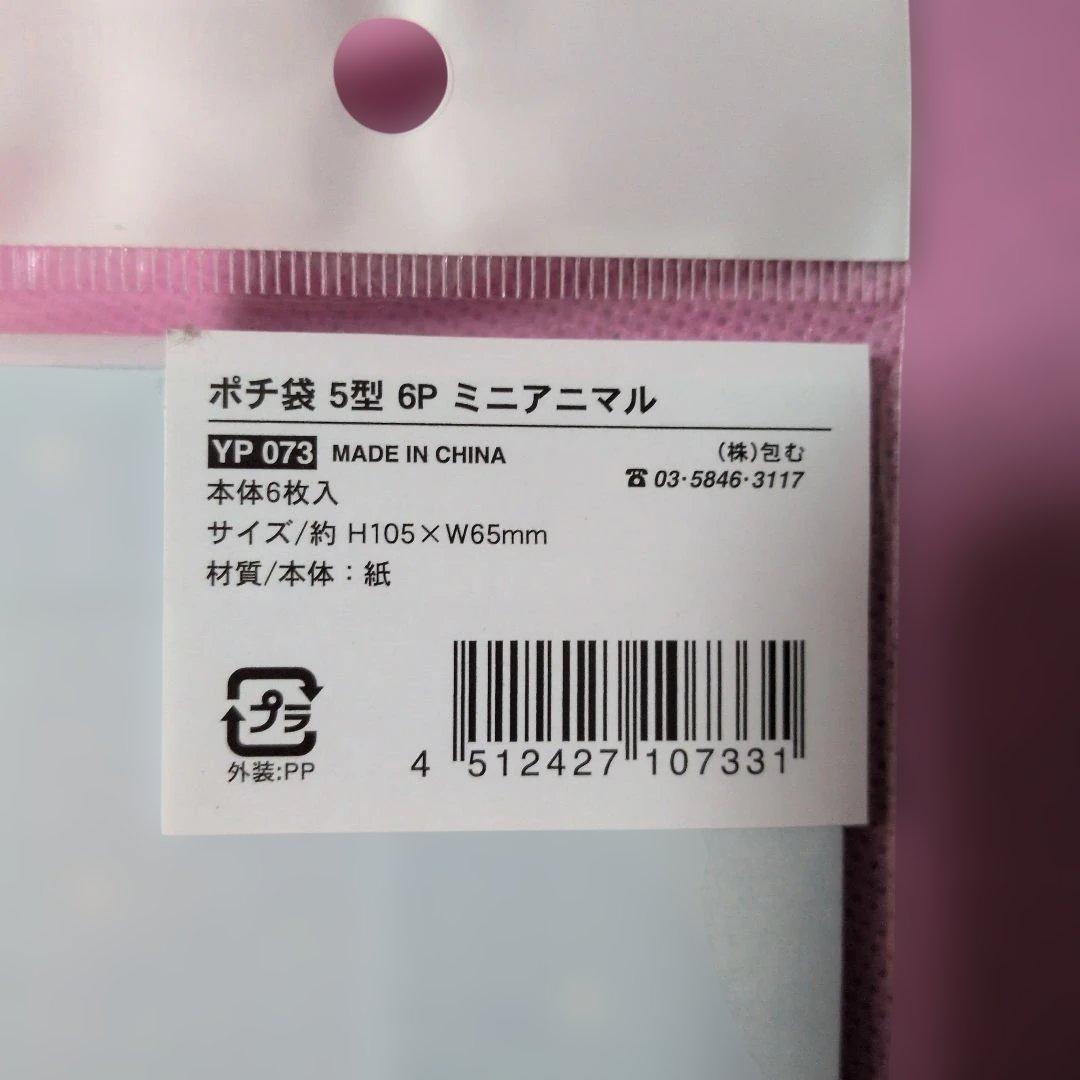 ポチ袋 5型 6P ミニアニマル
YP 073 MADE IN CHINA
(株)包む
☎ 03･5846･3117
本体6枚入
サイズ/約 H105×W65mm
材質/本体：紙
プラ
外装:PP
4 512427 107331